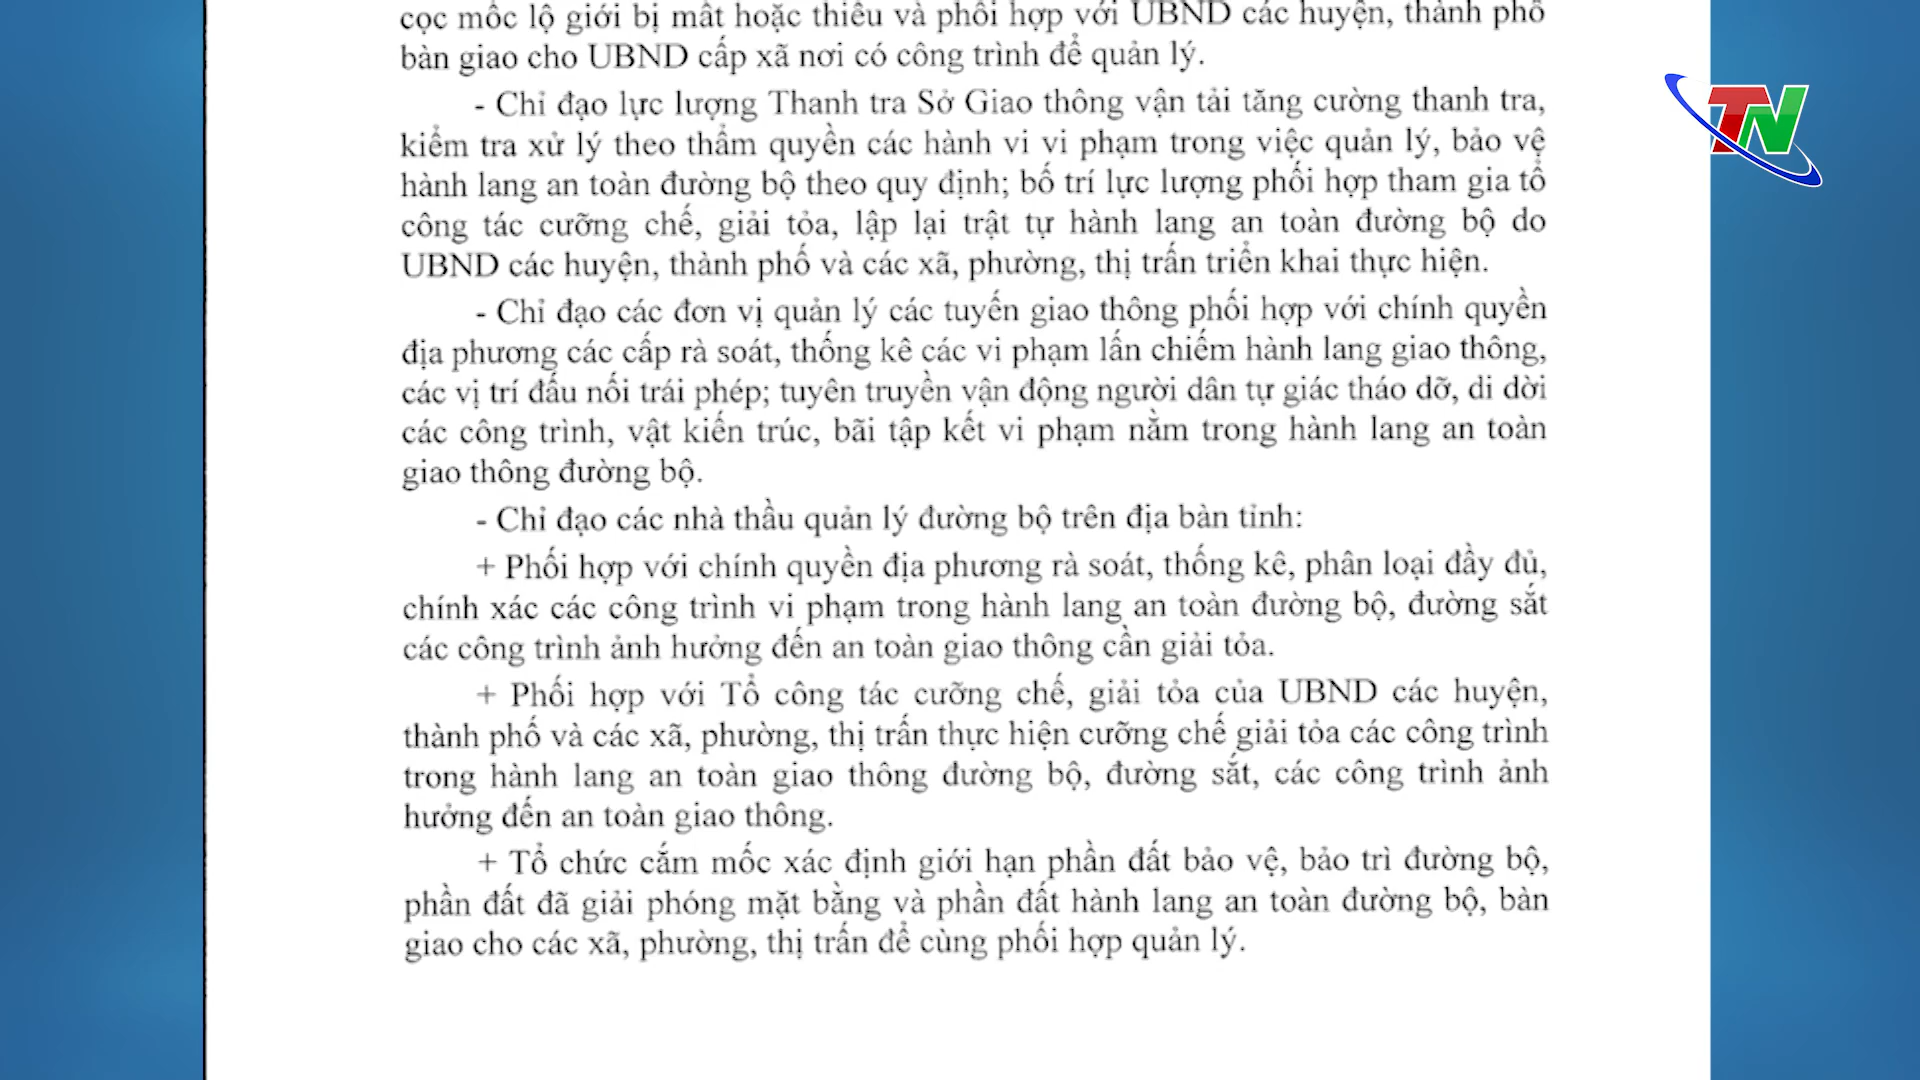 cọc mốc lộ giới bị mất hoặc thiếu và phối hợp với UBND các huyện, thành phố
bàn giao cho UBND cấp xã nơi có công trình để quản lý.
- Chỉ đạo lực lượng Thanh tra Sở Giao thông vận tải tăng cường thanh tra,
kiểm tra xử lý theo thẩm quyền các hành vi vi phạm trong việc quản lý, bảo vệ
hành lang an toàn đường bộ theo quy định; bố trí lực lượng phối hợp tham gia tổ
công tác cưỡng chế, giải tỏa, lập lại trật tự hành lang an toàn đường bộ do
UBND các huyện, thành phố và các xã, phường, thị trấn triển khai thực hiện.
- Chỉ đạo các đơn vị quản lý các tuyến giao thông phối hợp với chính quyền
địa phương các cấp rà soát, thống kê các vi phạm lấn chiếm hành lang giao thông,
các vị trí đấu nối trái phép; tuyên truyền vận động người dân tự giác tháo dỡ, di dời
các công trình, vật kiến trúc, bãi tập kết vi phạm nằm trong hành lang an toàn
giao thông đường bộ.
- Chỉ đạo các nhà thầu quản lý đường bộ trên địa bàn tỉnh:
+ Phối hợp với chính quyền địa phương rà soát, thống kê, phân loại đầy đủ,
chính xác các công trình vi phạm trong hành lang an toàn đường bộ, đường sắt
các công trình ảnh hưởng đến an toàn giao thông cần giải tỏa.
+ Phối hợp với Tổ công tác cưỡng chế, giải tỏa của UBND các huyện,
thành phố và các xã, phường, thị trấn thực hiện cưỡng chế giải tỏa các công trình
trong hành lang an toàn giao thông đường bộ, đường sắt, các công trình ảnh
hưởng đến an toàn giao thông.
+ Tổ chức cắm mốc xác định giới hạn phần đất bảo vệ, bảo trì đường bộ,
phần đất đã giải phóng mặt bằng và phần đất hành lang an toàn đường bộ, bàn
giao cho các xã, phường, thị trấn để cùng phối hợp quản lý.
TN